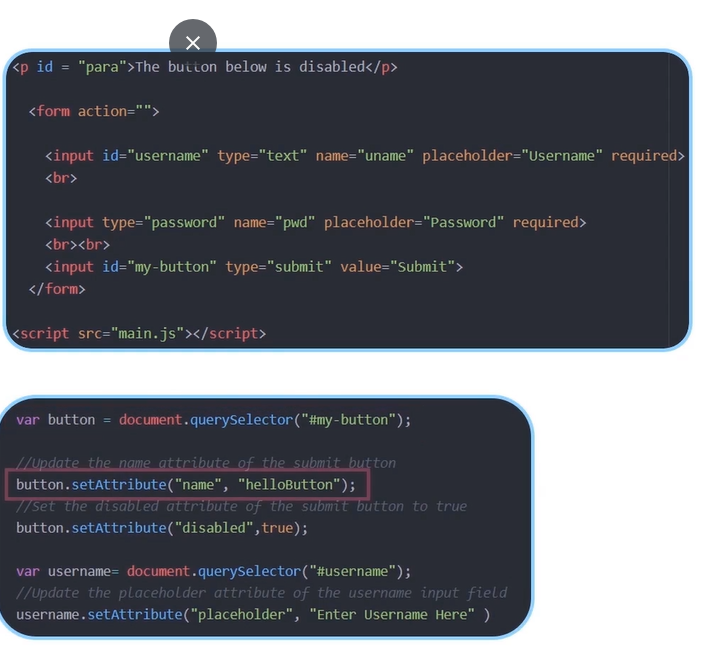 <p id = "para">The button below is disabled</p>
<form action="">
<input id="username" type="text" name="uname" placeholder="Username" required>
<br>
<input type="password" name="pwd" placeholder="Password" required>
<br><br>
<input id="my-button" type="submit" value="Submit">
</form>
<script src="main.js"></script>
var button = document.querySelector("#my-button");
//Update the name attribute of the submit button
button.setAttribute("name", "helloButton");
//Set the disabled attribute of the submit button to true
button.setAttribute("disabled",true);
var username= document.querySelector("#username");
//Update the placeholder attribute of the username input field
username.setAttribute("placeholder", "Enter Username Here" )